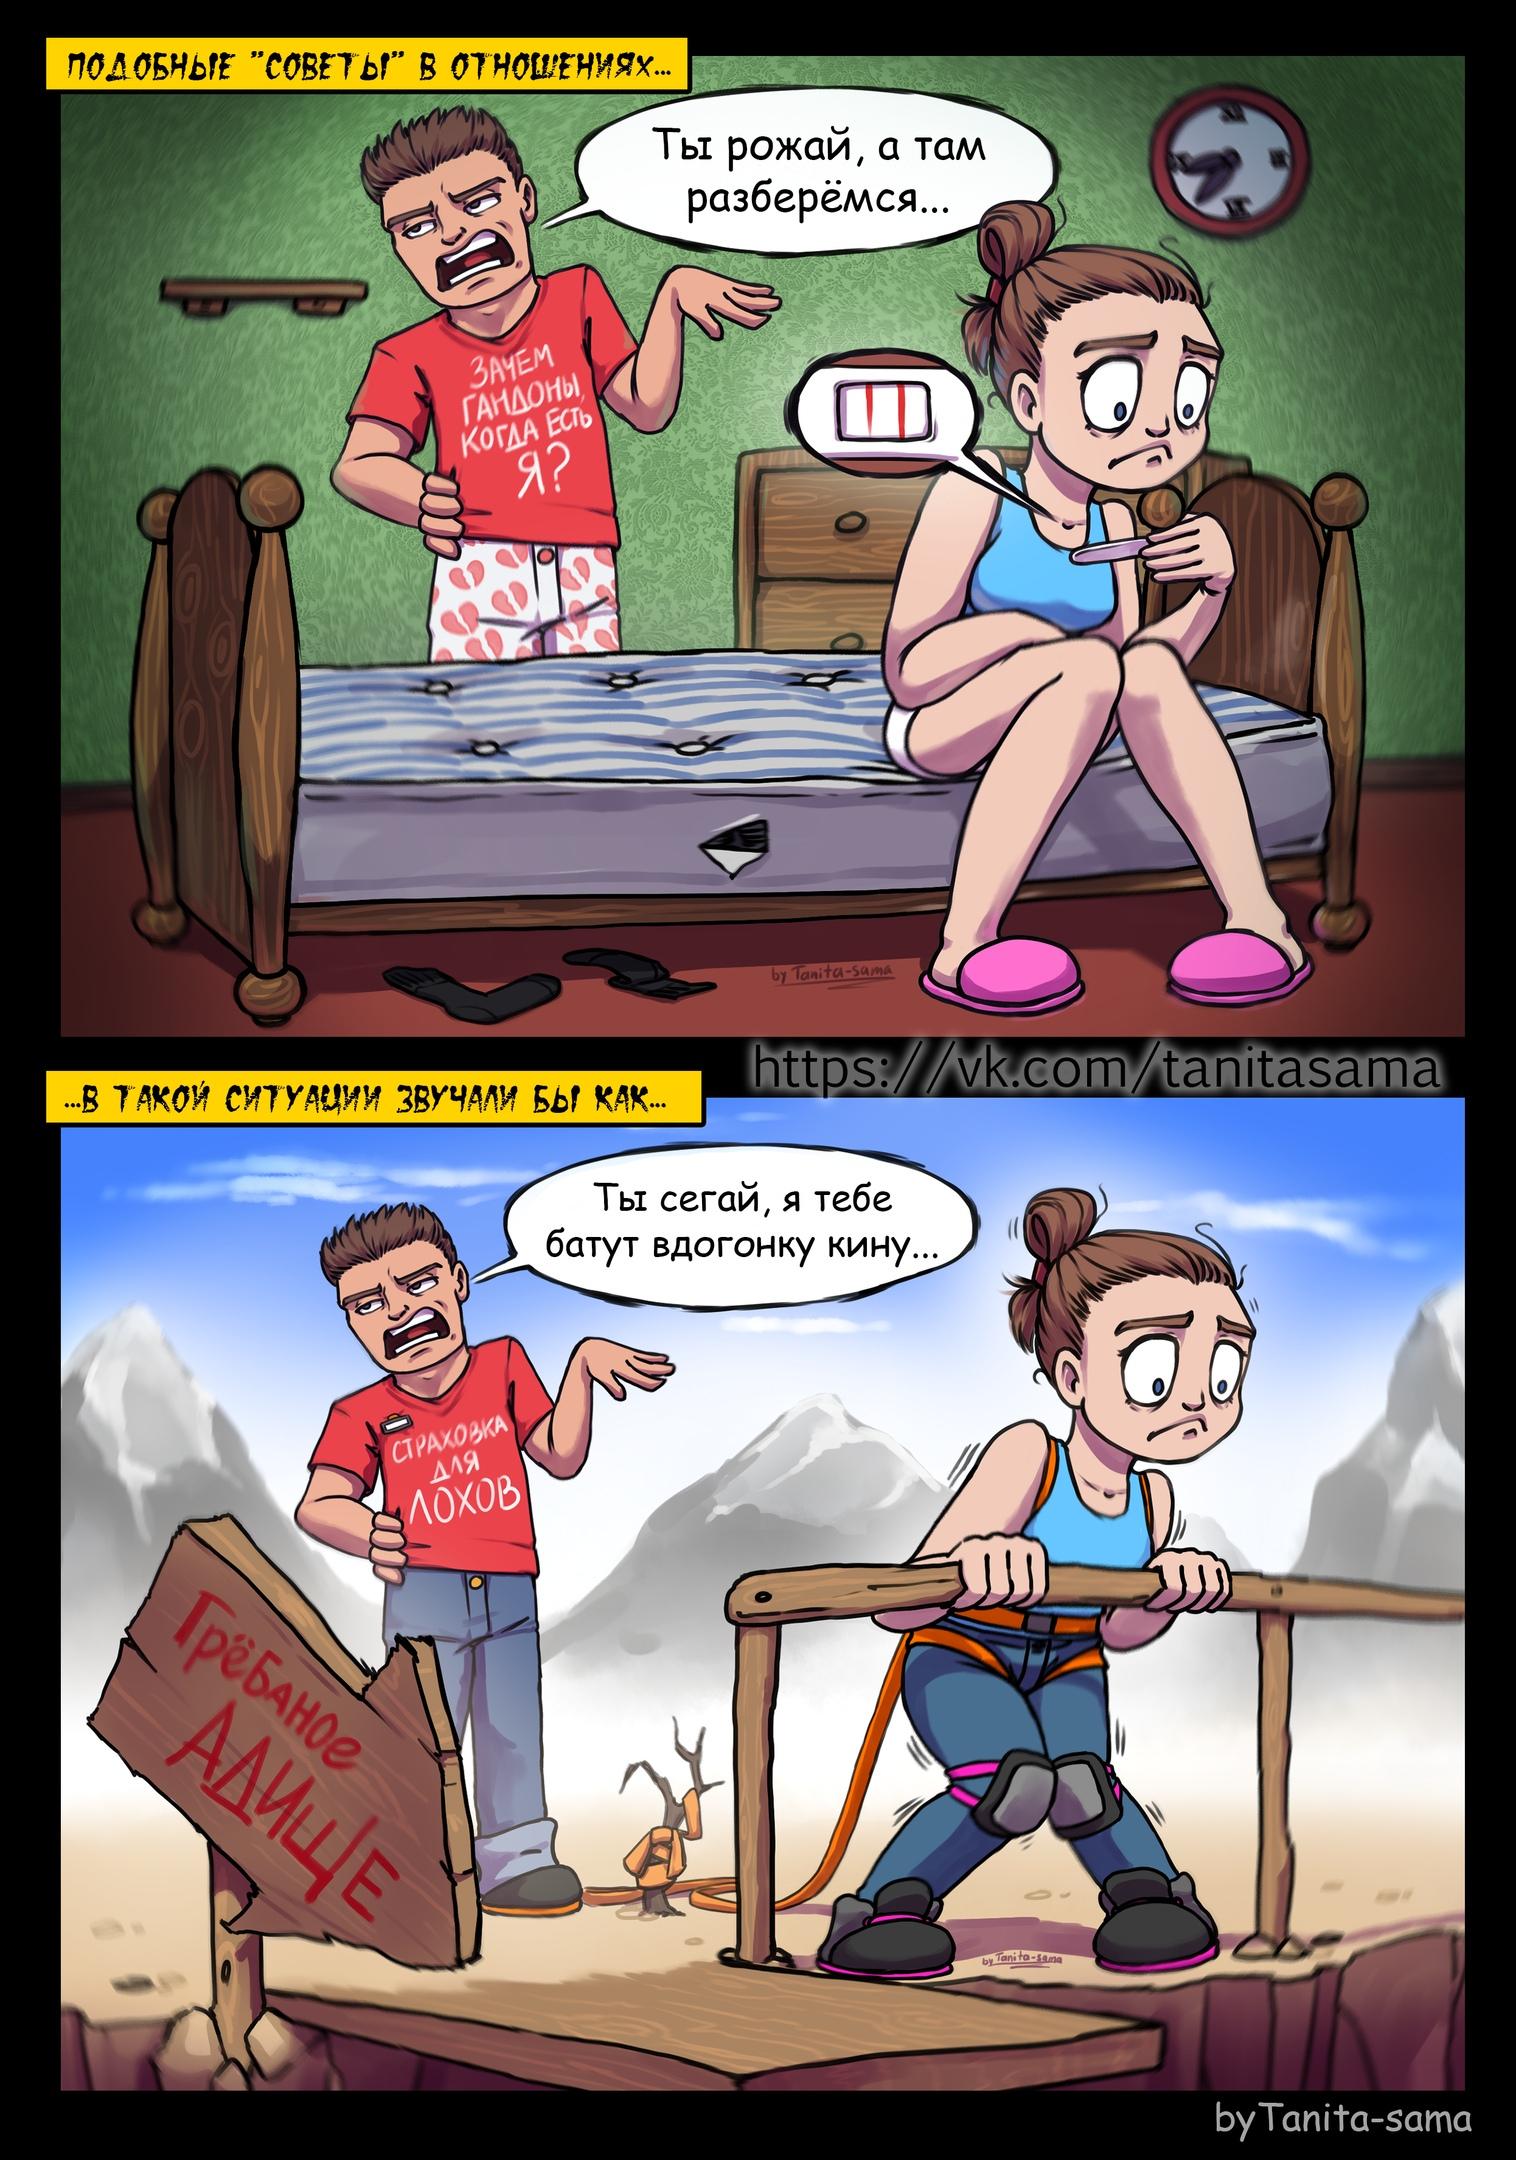 ПОДОБНЫЕ "СОВЕТЫ" В ОТНОШЕНИЯХ...
Ты рожай, а там
разберёмся...
ЗАЧЕМ
ГАНДОНЫ,
КОГДА ЕСТЬ
Я?
by Tanita-sama
https://vk.com/tanitasama
...В ТАКОЙ СИТУАЦИИ ЗВУЧАЛИ БЫ КАК...
Ты сегай, я тебе
батут вдогонку кину...
СТРАХОВКА
ДЛЯ
ЛОХОВ
ГРЁБАНОЕ
АДИЩЕ
by Tanita-sama
by Tanita-sama